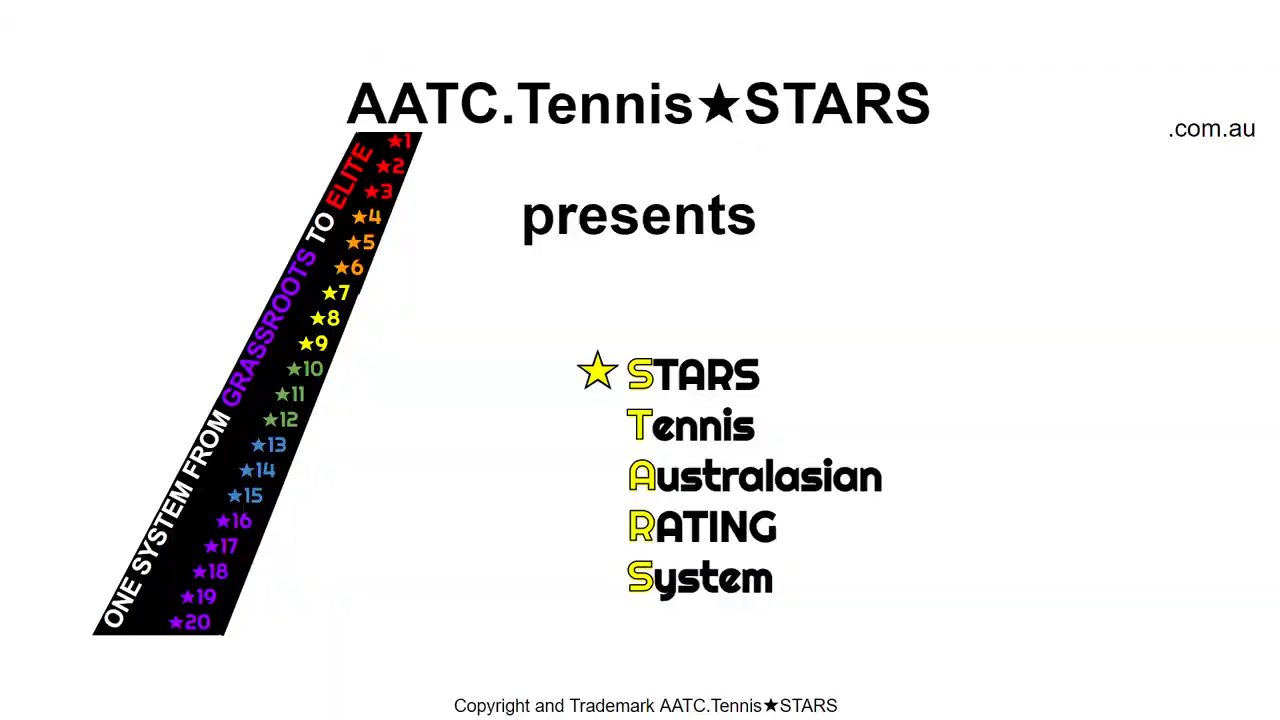 AATC.Tennis★STARS
.com.au
presents
ONE SYSTEM FROM GRASSROOTS TO ELITE
★1
★2
★3
★4
★5
★6
★7
★8
★9
★10
★11
★12
★13
★14
★15
★16
★17
★18
★19
★20
★ STARS
Tennis
Australasian
RATING
System
Copyright and Trademark AATC.Tennis★STARS